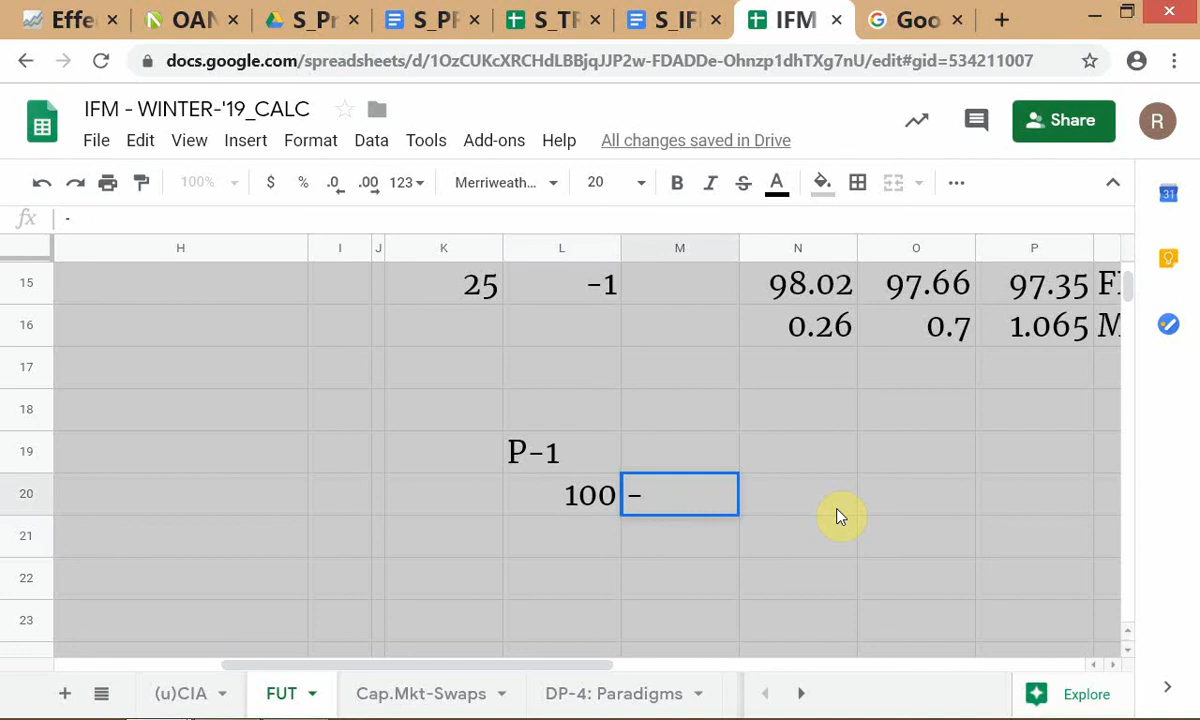 Effe
OAN
S_Pr
S_PF
S_TF
S_IFI
IFM
Goo
docs.google.com/spreadsheets/d/1OzCUKcXRCHdLBBjqJJP2w-FDADDe-Ohnzp1dhTXg7nU/edit#gid=534211007
IFM - WINTER-'19_CALC
File Edit View Insert Format Data Tools Add-ons Help All changes saved in Drive
Share
R
100% $ % .0 .00 123 Merriweath... 20 B I S A
fx -
H I J K L M N O P
15 25 -1 98.02 97.66 97.35
16 0.26 0.7 1.065
17
18
19 P-1
20 100 -
21
22
23
31
+ (u)CIA FUT Cap.Mkt-Swaps DP-4: Paradigms Explore